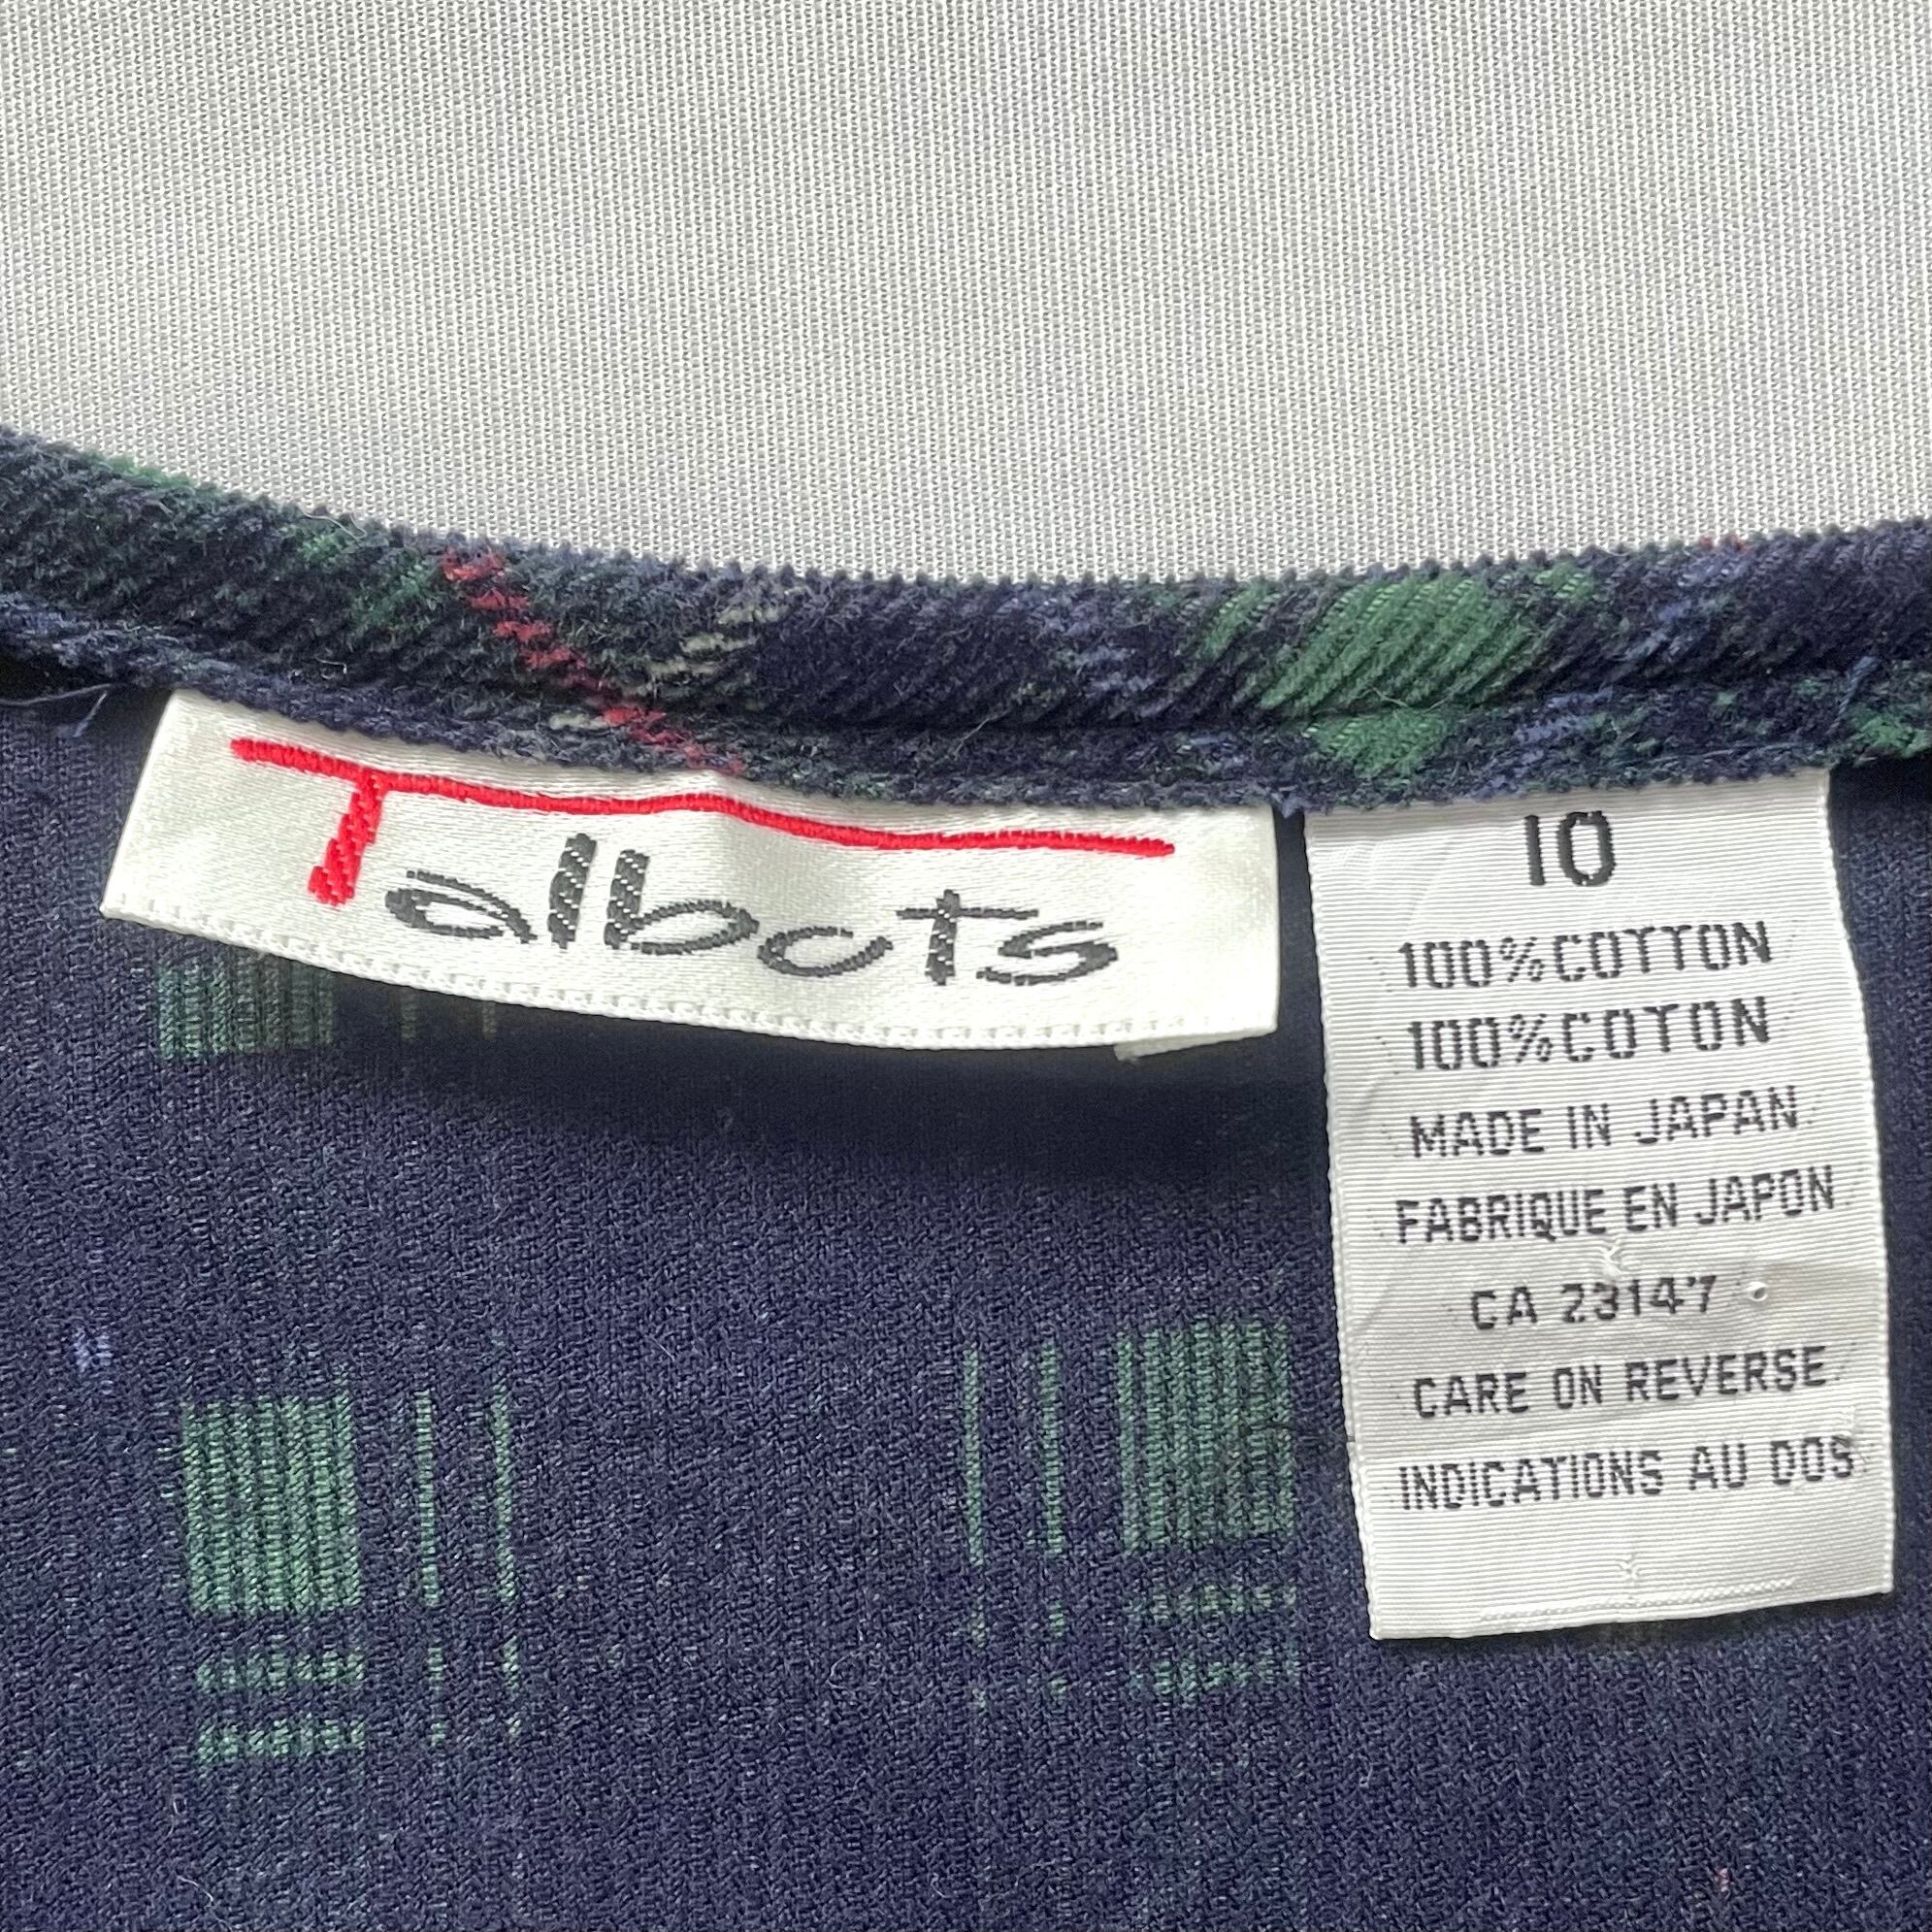 Talbots
10
100% COTTON
100% COTON
MADE IN JAPAN
FABRIQUE EN JAPON
CA 23147
CARE ON REVERSE
INDICATIONS AU DOS